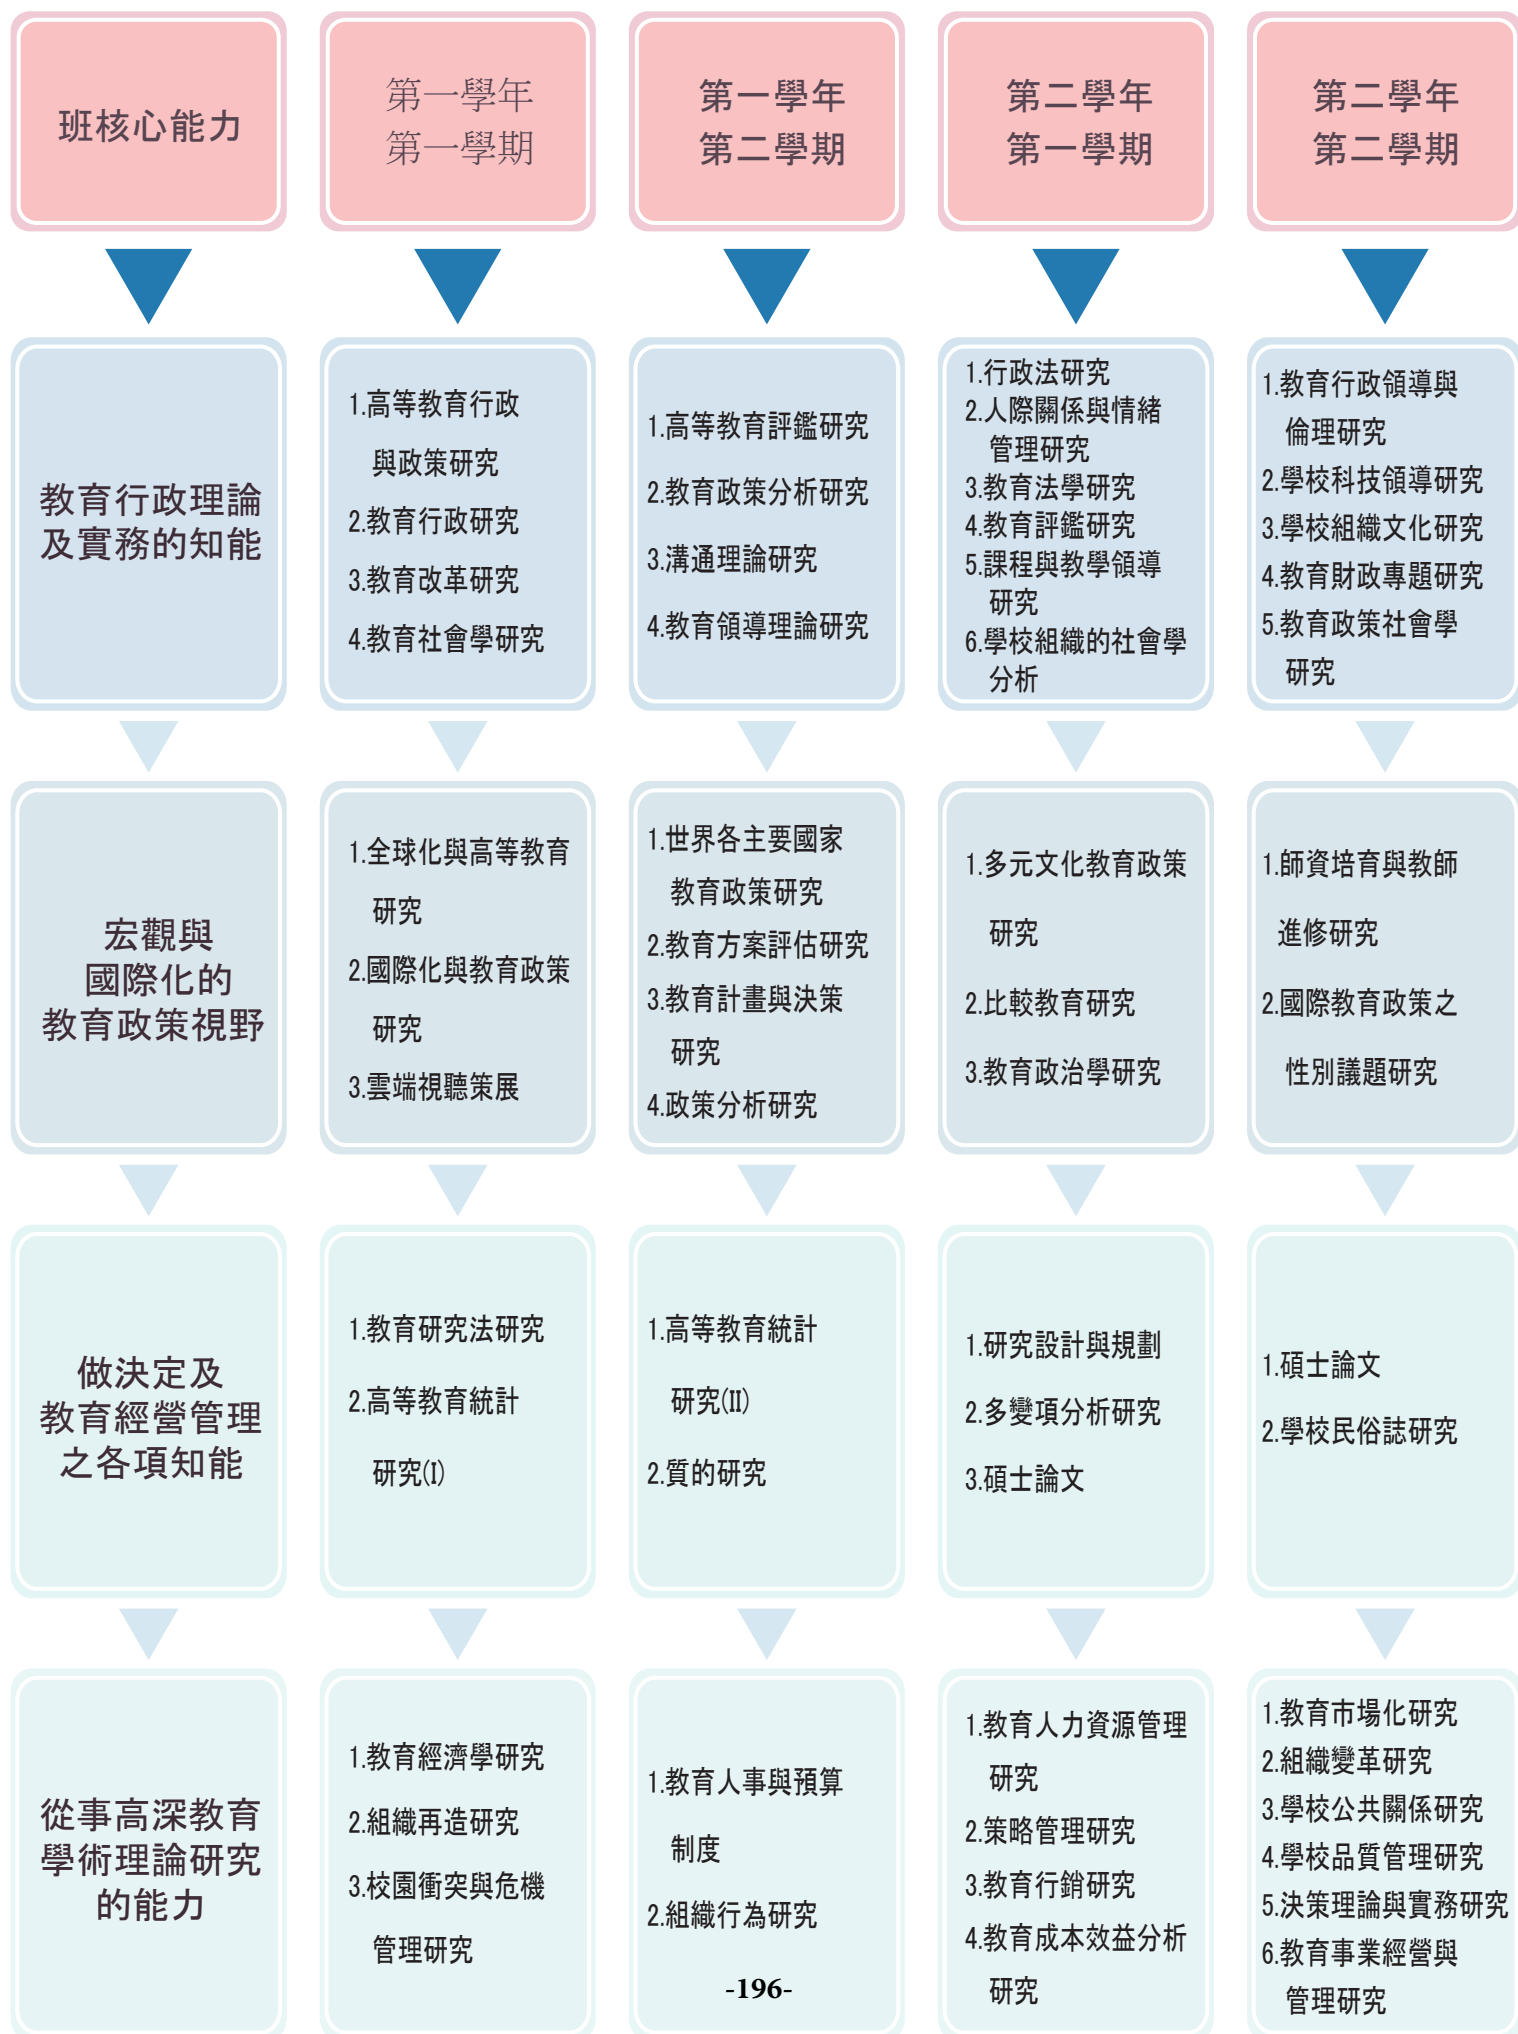 班核心能力
第一學年
第一學期
第一學年
第二學期
第二學年
第一學期
第二學年
第二學期
教育行政理論
及實務的知能
1.高等教育行政
與政策研究
2.教育行政研究
3.教育改革研究
4.教育社會學研究
1.高等教育評鑑研究
2.教育政策分析研究
3.溝通理論研究
4.教育領導理論研究
1.行政法研究
2.人際關係與情緒
管理研究
3.教育法學研究
4.教育評鑑研究
5.課程與教學領導
研究
6.學校組織的社會學
分析
1.教育行政領導與
倫理研究
2.學校科技領導研究
3.學校組織文化研究
4.教育財政專題研究
5.教育政策社會學
研究
宏觀與
國際化的
教育政策視野
1.全球化與高等教育
研究
2.國際化與教育政策
研究
3.雲端視聽策展
1.世界各主要國家
教育政策研究
2.教育方案評估研究
3.教育計畫與決策
研究
4.政策分析研究
1.多元文化教育政策
研究
2.比較教育研究
3.教育政治學研究
1.師資培育與教師
進修研究
2.國際教育政策之
性別議題研究
做決定及
教育經營管理
之各項知能
1.教育研究法研究
2.高等教育統計
研究(I)
1.高等教育統計
研究(II)
2.質的研究
1.研究設計與規劃
2.多變項分析研究
3.碩士論文
1.碩士論文
2.學校民俗誌研究
從事高深教育
學術理論研究
的能力
1.教育經濟學研究
2.組織再造研究
3.校園衝突與危機
管理研究
1.教育人事與預算
制度
2.組織行為研究
1.教育人力資源管理
研究
2.策略管理研究
3.教育行銷研究
4.教育成本效益分析
研究
1.教育市場化研究
2.組織變革研究
3.學校公共關係研究
4.學校品質管理研究
5.決策理論與實務研究
6.教育事業經營與
管理研究
-196-